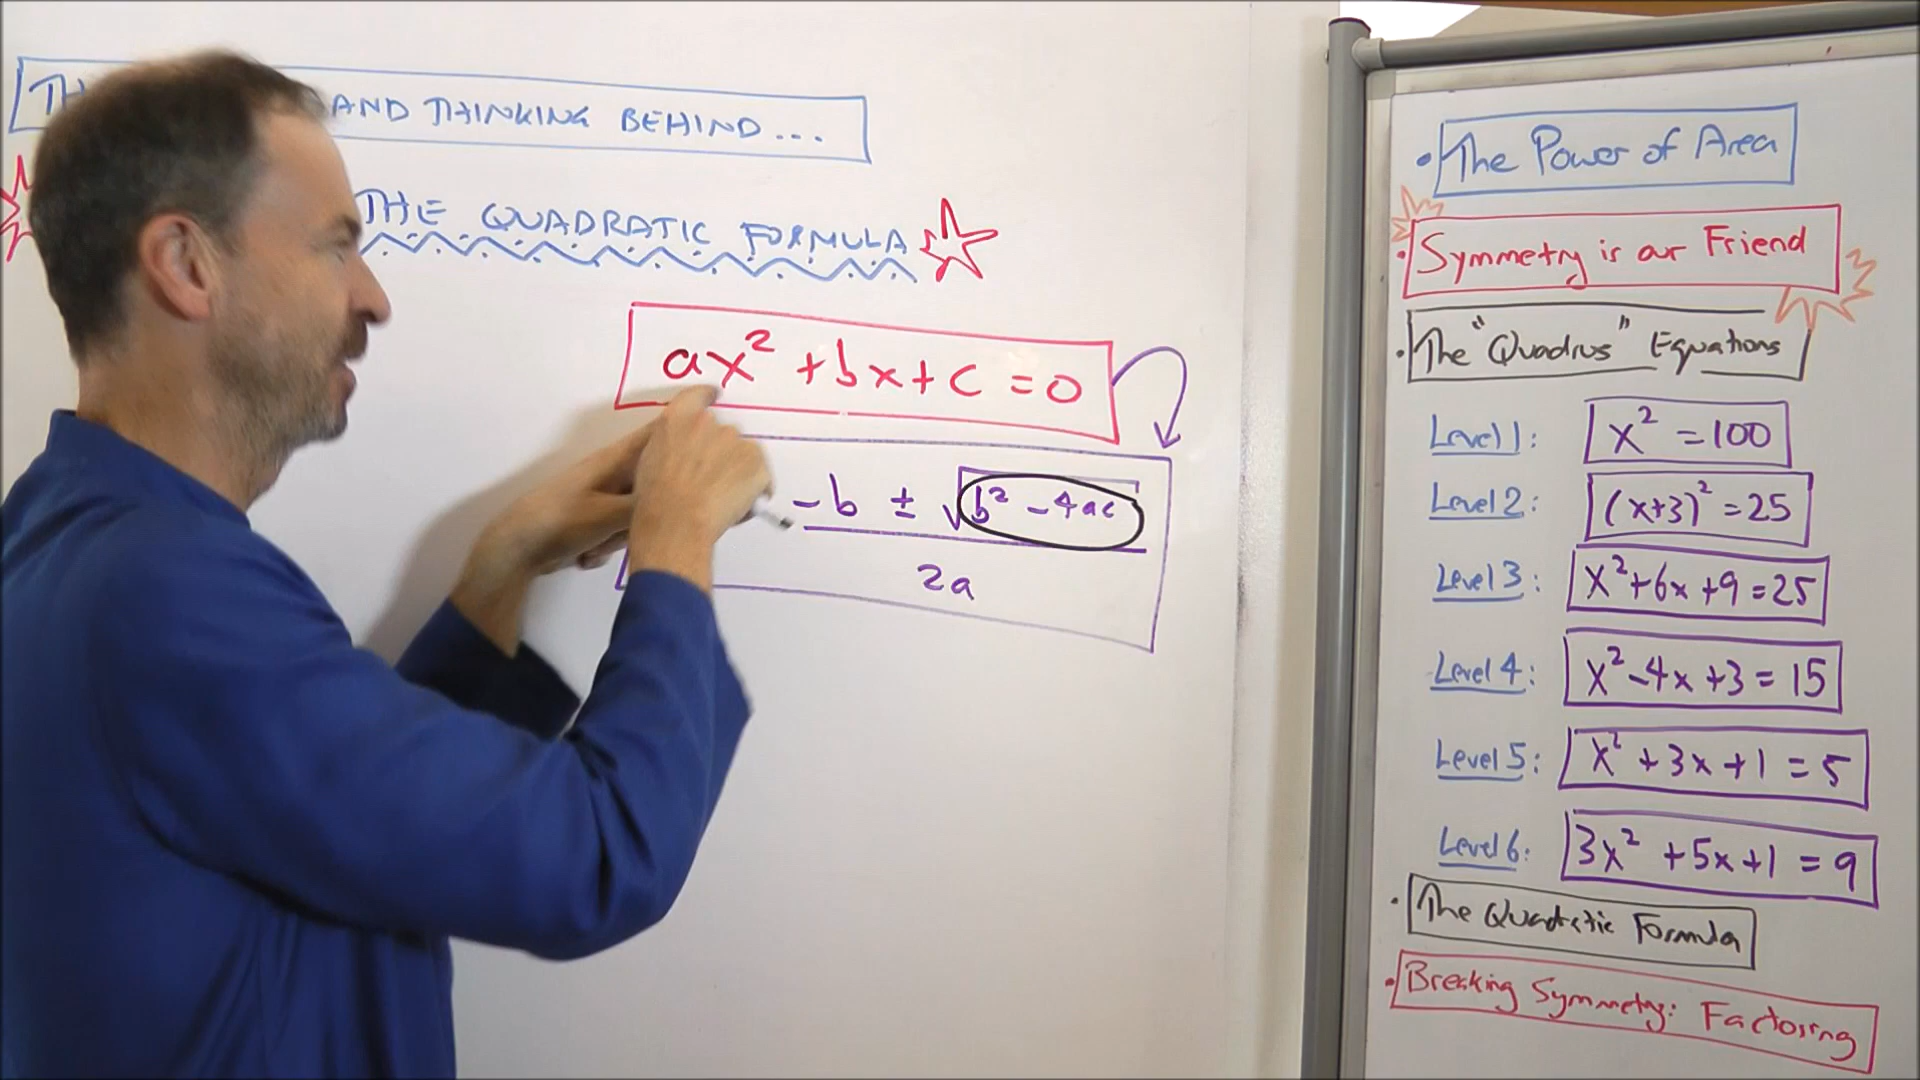 TH AND THINKING BEHIND...
THE QUADRATIC FORMULA
ax² + bx + c = 0
-b ± √b² - 4ac
2a
• The Power of Area
• Symmetry is our Friend
• The "Quadrus" Equations
Level 1: x² = 100
Level 2: (x+3)² = 25
Level 3: x² + 6x + 9 = 25
Level 4: x² - 4x + 3 = 15
Level 5: x² + 3x + 1 = 5
Level 6: 3x² + 5x + 1 = 9
• The Quadratic Formula
• Breaking Symmetry: Factoring